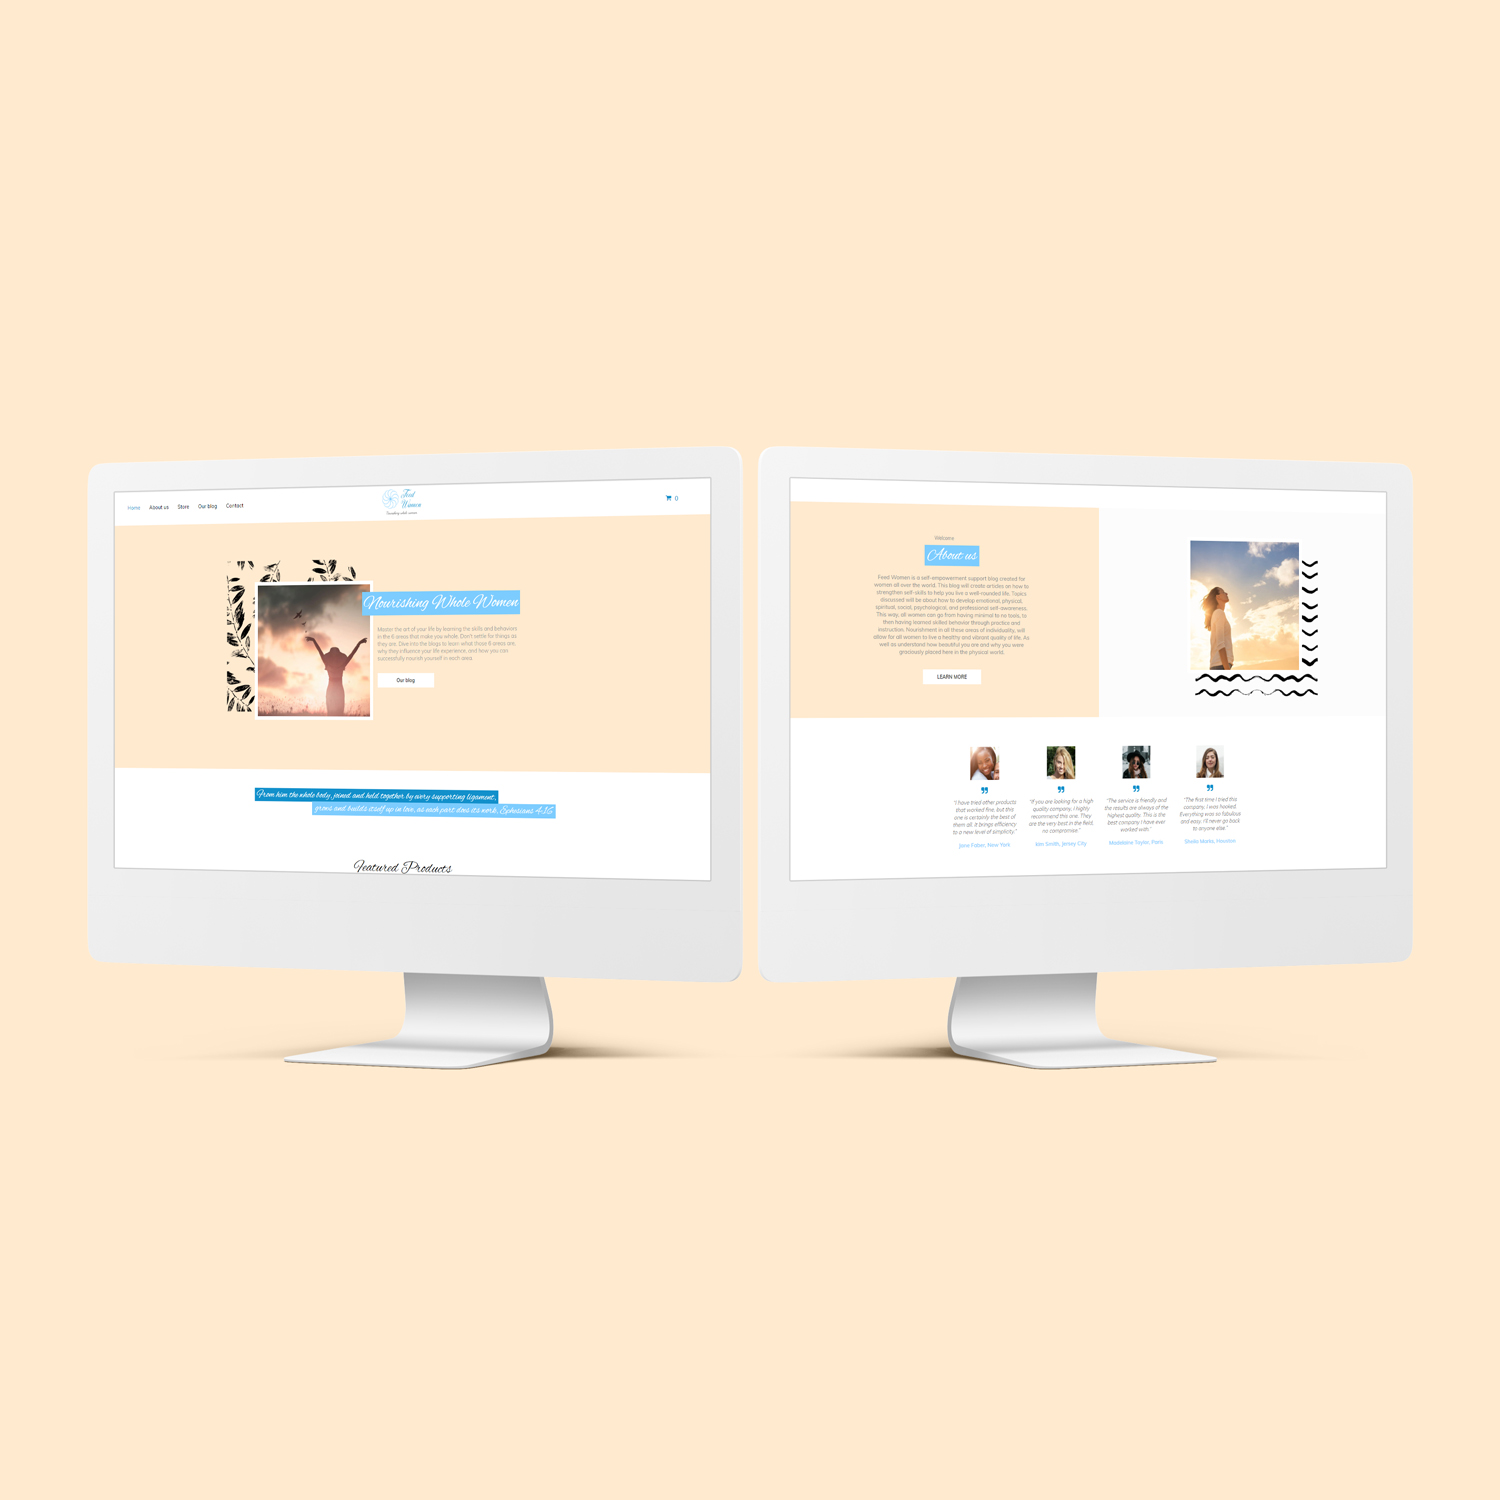 Home About us Store Our blog Contact
Feed
Women
0
Nourishing Whole Women
Master the art of your life by learning the skills and behaviors
in the 6 areas that make you whole. Don't settle for things as
they are. Dive into the blogs to learn what those 6 areas are,
why they influence your life experience, and how you can
successfully nourish yourself in each area
Our blog
From him the whole body, joined and held together by every supporting ligament,
grows and builds itself up in love, as each part does its work. Ephesians 4:16
Featured Products
Welcome
About us
Feed Women is a self-empowerment support blog created for
women all over the world. This blog will create articles on how to
strengthen self-skills to help you live a well-rounded life. Topics
discussed will be about how to develop emotional, physical,
spiritual, social, psychological, and professional self-awareness.
This way, all women can go from having minimal to no tools, to
then having learned skilled behavior through practice and
instruction. Nourishment in all these areas of individuality, will
allow for all women to live a healthy and vibrant quality of life. As
well as understand how beautiful you are and why you were
graciously placed here in the physical world.
LEARN MORE
"I have tried other products
that worked fine, but this
one is certainly the best of
them all. It brings efficiency
to a new level of simplicity."
Jane Faber, New York
"If you are looking for a high
quality company, I highly
recommend this one. They
are the very best in the field,
no compromise."
Kim Smith, Jersey City
"The service is friendly and
the results are always of the
highest quality. This is the
best company I have ever
worked with."
Madeleine Taylor, Paris
"The first time I tried this
company, I was hooked.
Everything was so fabulous
and easy. I'll never go back
to anyone else."
Sheila Marks, Houston